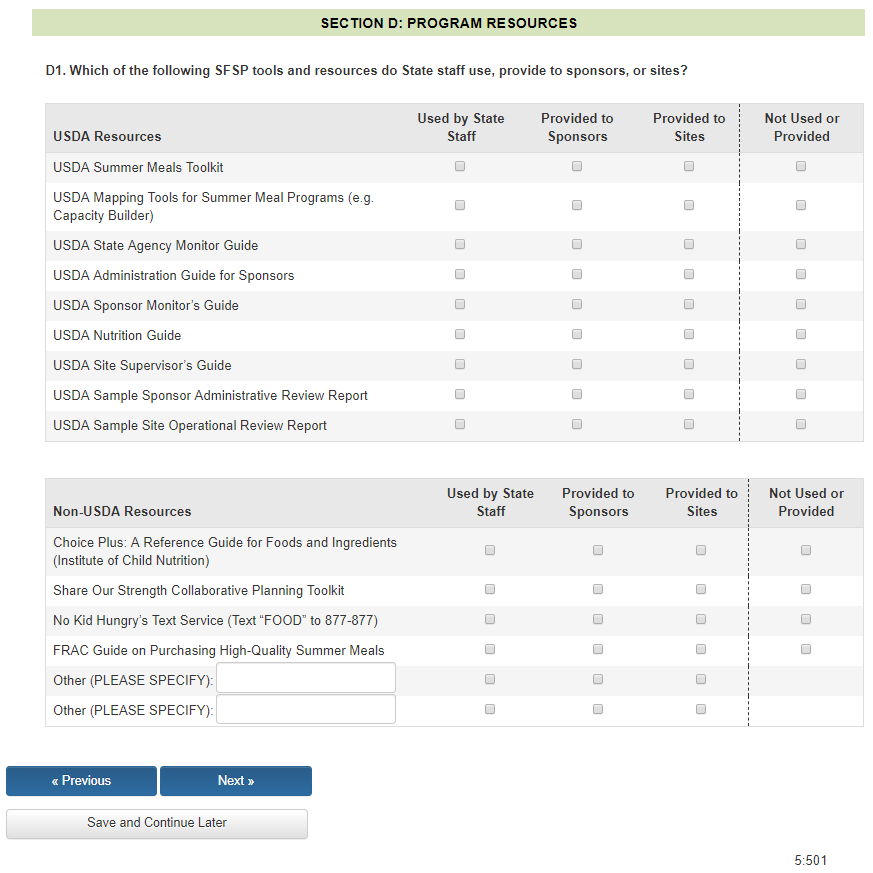 SECTION D: PROGRAM RESOURCES
D1. Which of the following SFSP tools and resources do State staff use, provide to sponsors, or sites?
USDA Resources Used by State Staff Provided to Sponsors Provided to Sites Not Used or Provided
USDA Summer Meals Toolkit
USDA Mapping Tools for Summer Meal Programs (e.g.
Capacity Builder)
USDA State Agency Monitor Guide
USDA Administration Guide for Sponsors
USDA Sponsor Monitor’s Guide
USDA Nutrition Guide
USDA Site Supervisor’s Guide
USDA Sample Sponsor Administrative Review Report
USDA Sample Site Operational Review Report
Non-USDA Resources Used by State Staff Provided to Sponsors Provided to Sites Not Used or Provided
Choice Plus: A Reference Guide for Foods and Ingredients
(Institute of Child Nutrition)
Share Our Strength Collaborative Planning Toolkit
No Kid Hungry’s Text Service (Text “FOOD” to 877-877)
FRAC Guide on Purchasing High-Quality Summer Meals
Other (PLEASE SPECIFY):
Other (PLEASE SPECIFY):
« Previous Next »
Save and Continue Later
5:501